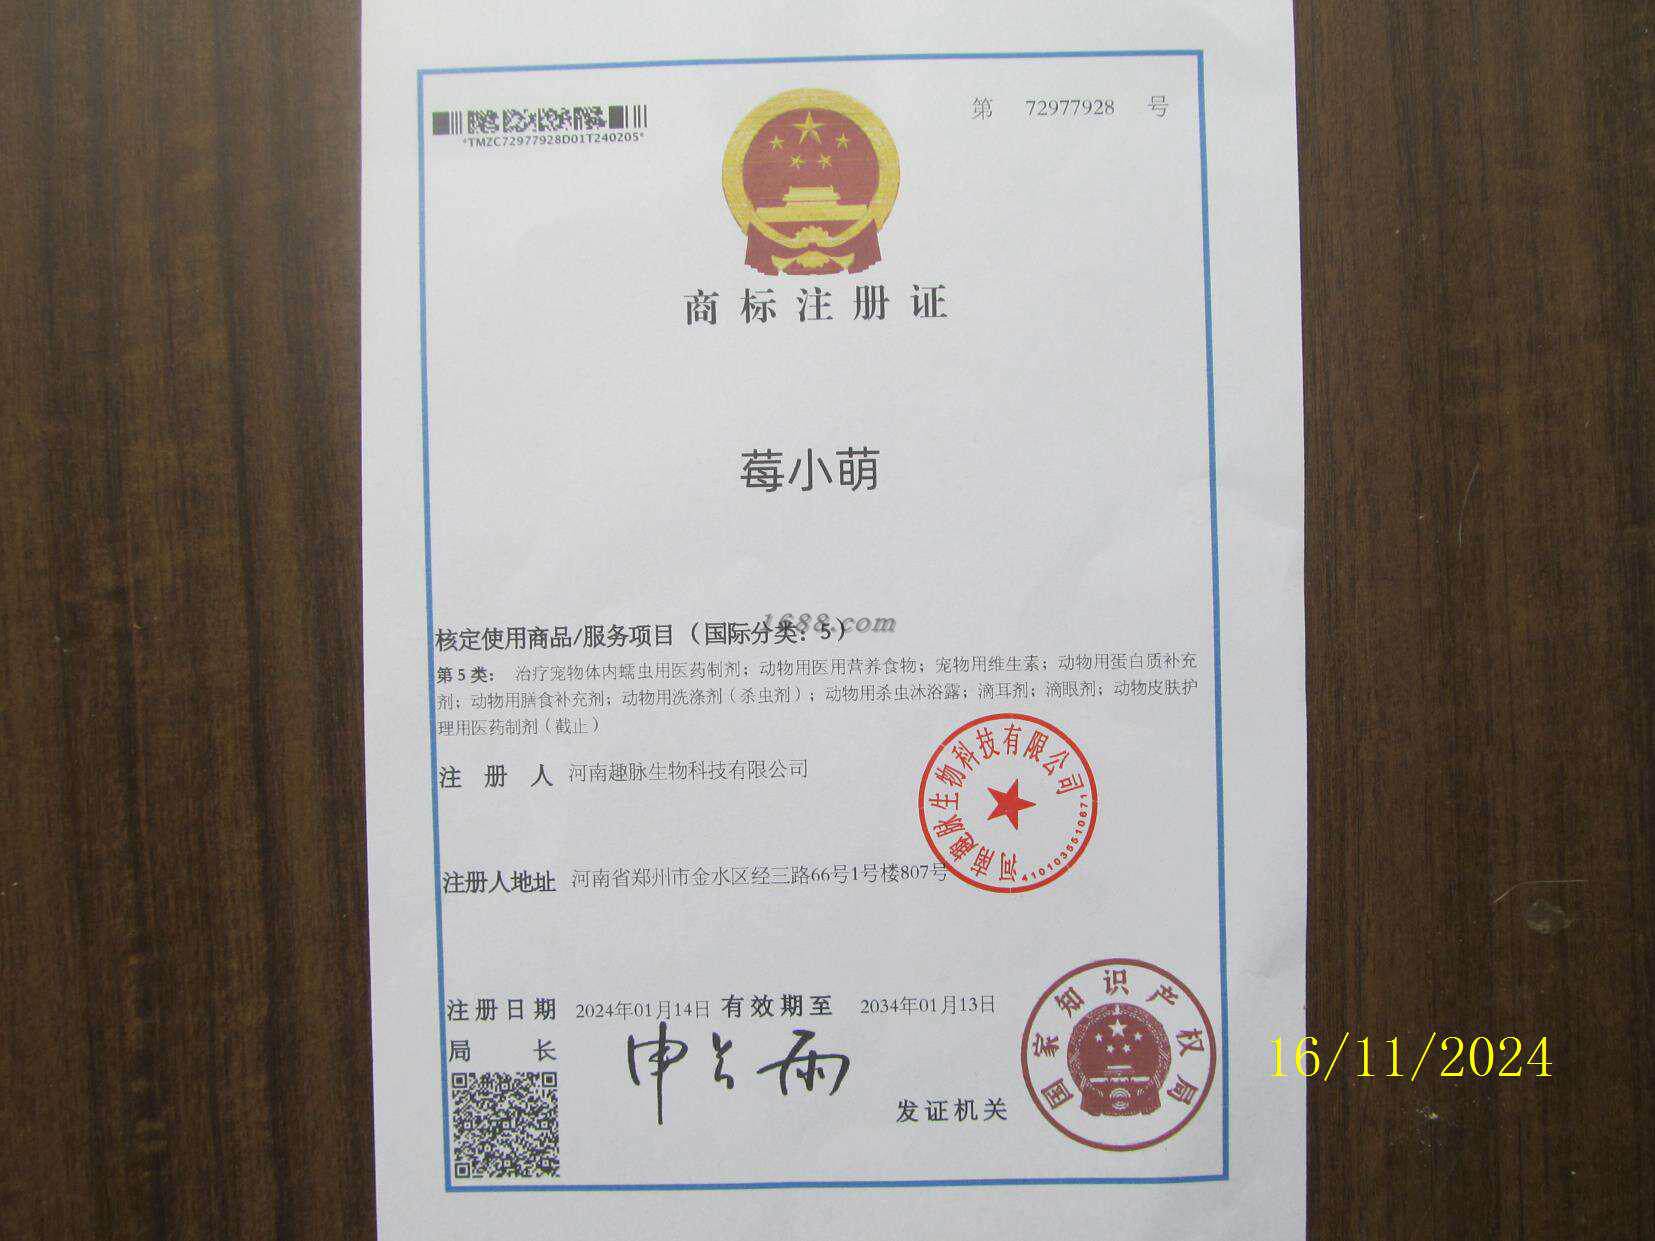 第 72977928 号
*TMZC72977928D01T240205*
商标注册证
莓小萌
1688.com
核定使用商品/服务项目（国际分类：5）
第5类： 治疗宠物体内蠕虫用医药制剂；动物用医用营养食物；宠物用维生素；动物用蛋白质补充
剂；动物用膳食补充剂；动物用洗涤剂（杀虫剂）；动物用杀虫沐浴露；滴耳剂；滴眼剂；动物皮肤护
理用医药制剂（截止）
注册人 河南趣脉生物科技有限公司
河南趣脉生物科技有限公司
4101035510671
注册人地址 河南省郑州市金水区经三路66号1号楼807号
注册日期 2024年01月14日 有效期至 2034年01月13日
局长 申长雨
发证机关
国家知识产权局
16/11/2024